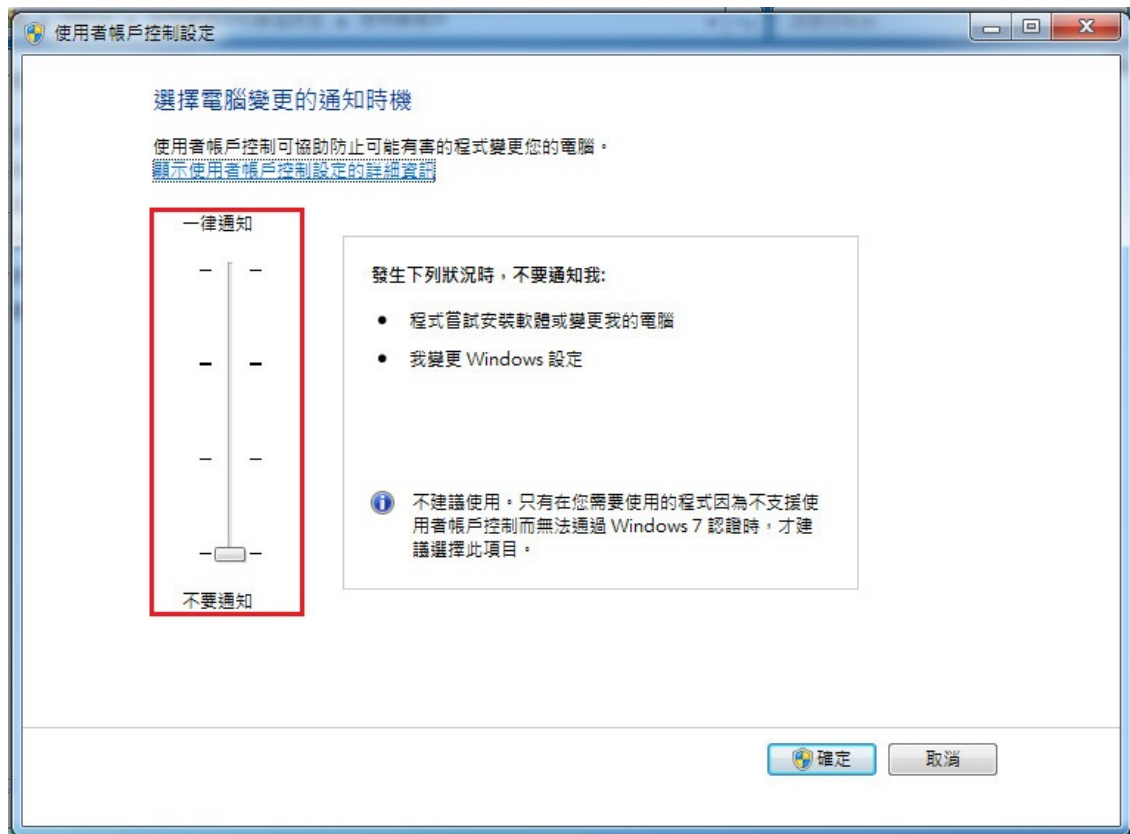 使用者帳戶控制設定
選擇電腦變更的通知時機
使用者帳戶控制可協助防止可能有害的程式變更您的電腦。
顯示使用者帳戶控制設定的詳細資訊
一律通知
發生下列狀況時，不要通知我:
● 程式嘗試安裝軟體或變更我的電腦
● 我變更 Windows 設定
不建議使用。只有在您需要使用的程式因為不支援使
用者帳戶控制而無法通過 Windows 7 認證時，才建
議選擇此項目。
不要通知
確定
取消